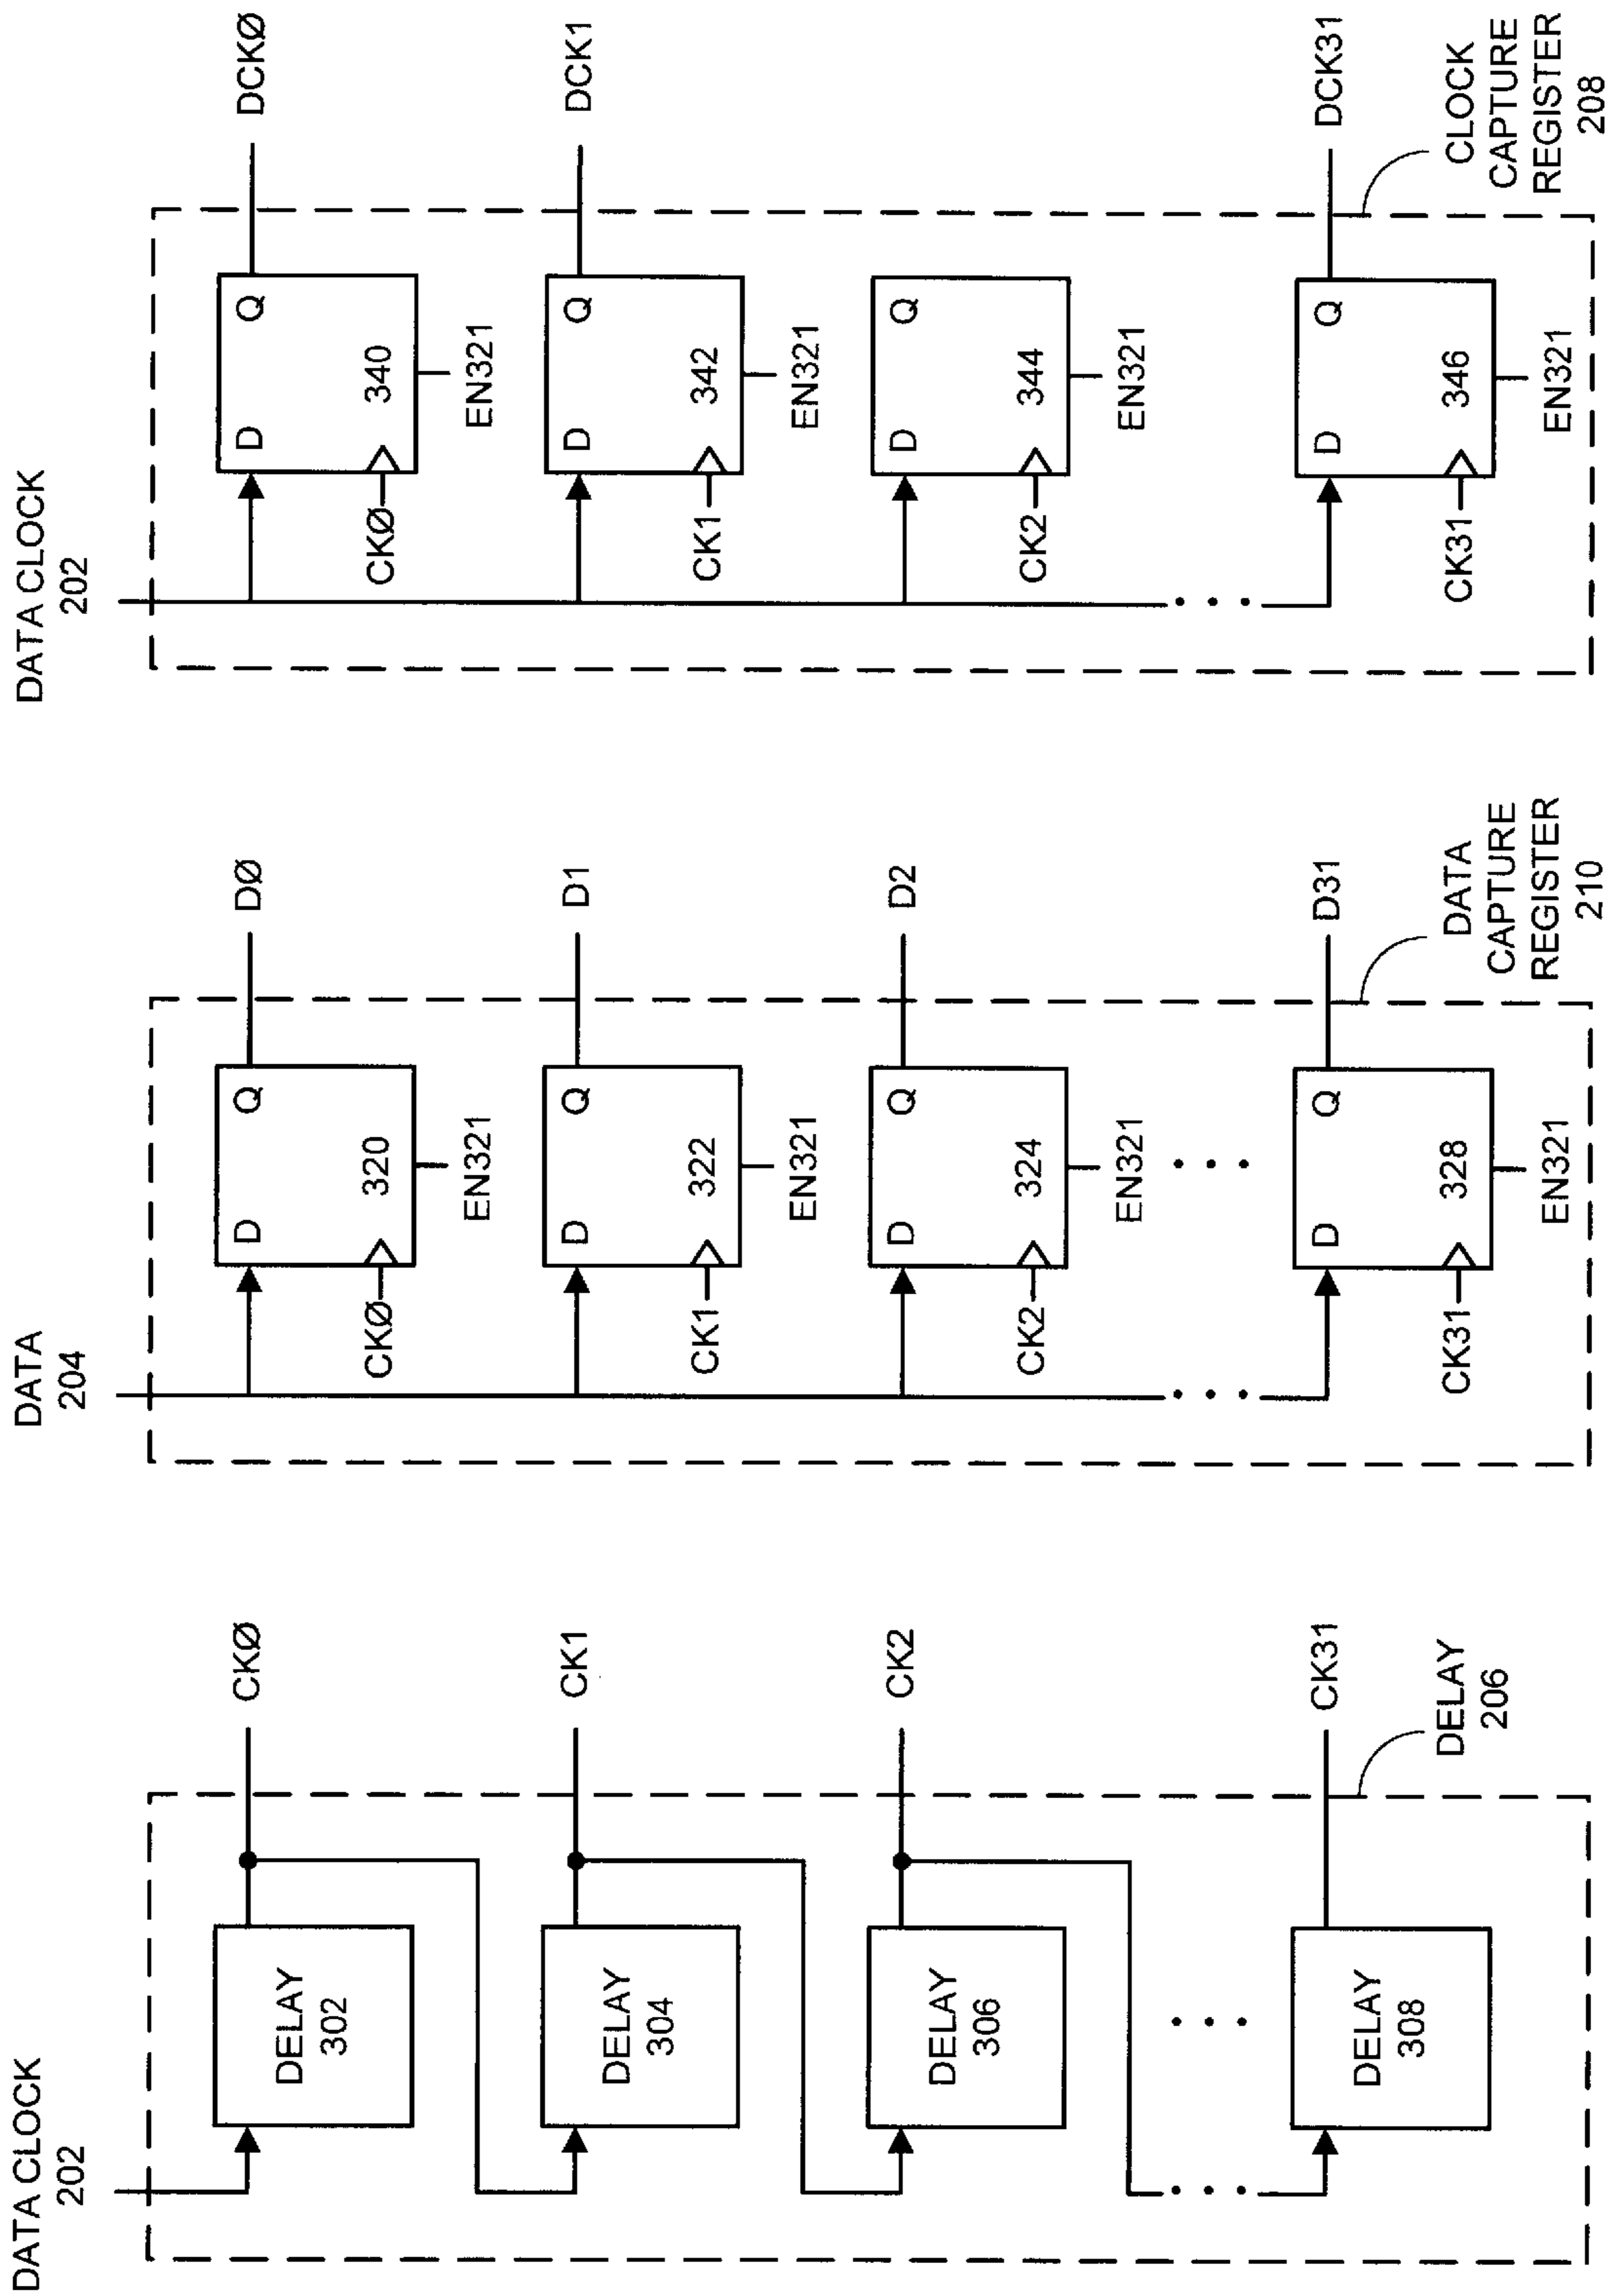 DATA CLOCK
202
DELAY
302
CKØ
DELAY
304
CK1
DELAY
306
CK2
DELAY
308
CK31
DELAY
206
DATA
204
D
Q
320
CKØ
EN321
DØ
D
Q
322
CK1
EN321
D1
D
Q
324
CK2
EN321
D2
D
Q
328
CK31
EN321
D31
DATA
CAPTURE
REGISTER
210
DATA CLOCK
202
D
Q
340
CKØ
EN321
DCKØ
D
Q
342
CK1
EN321
DCK1
D
Q
344
CK2
EN321
D
Q
346
CK31
EN321
DCK31
CLOCK
CAPTURE
REGISTER
208